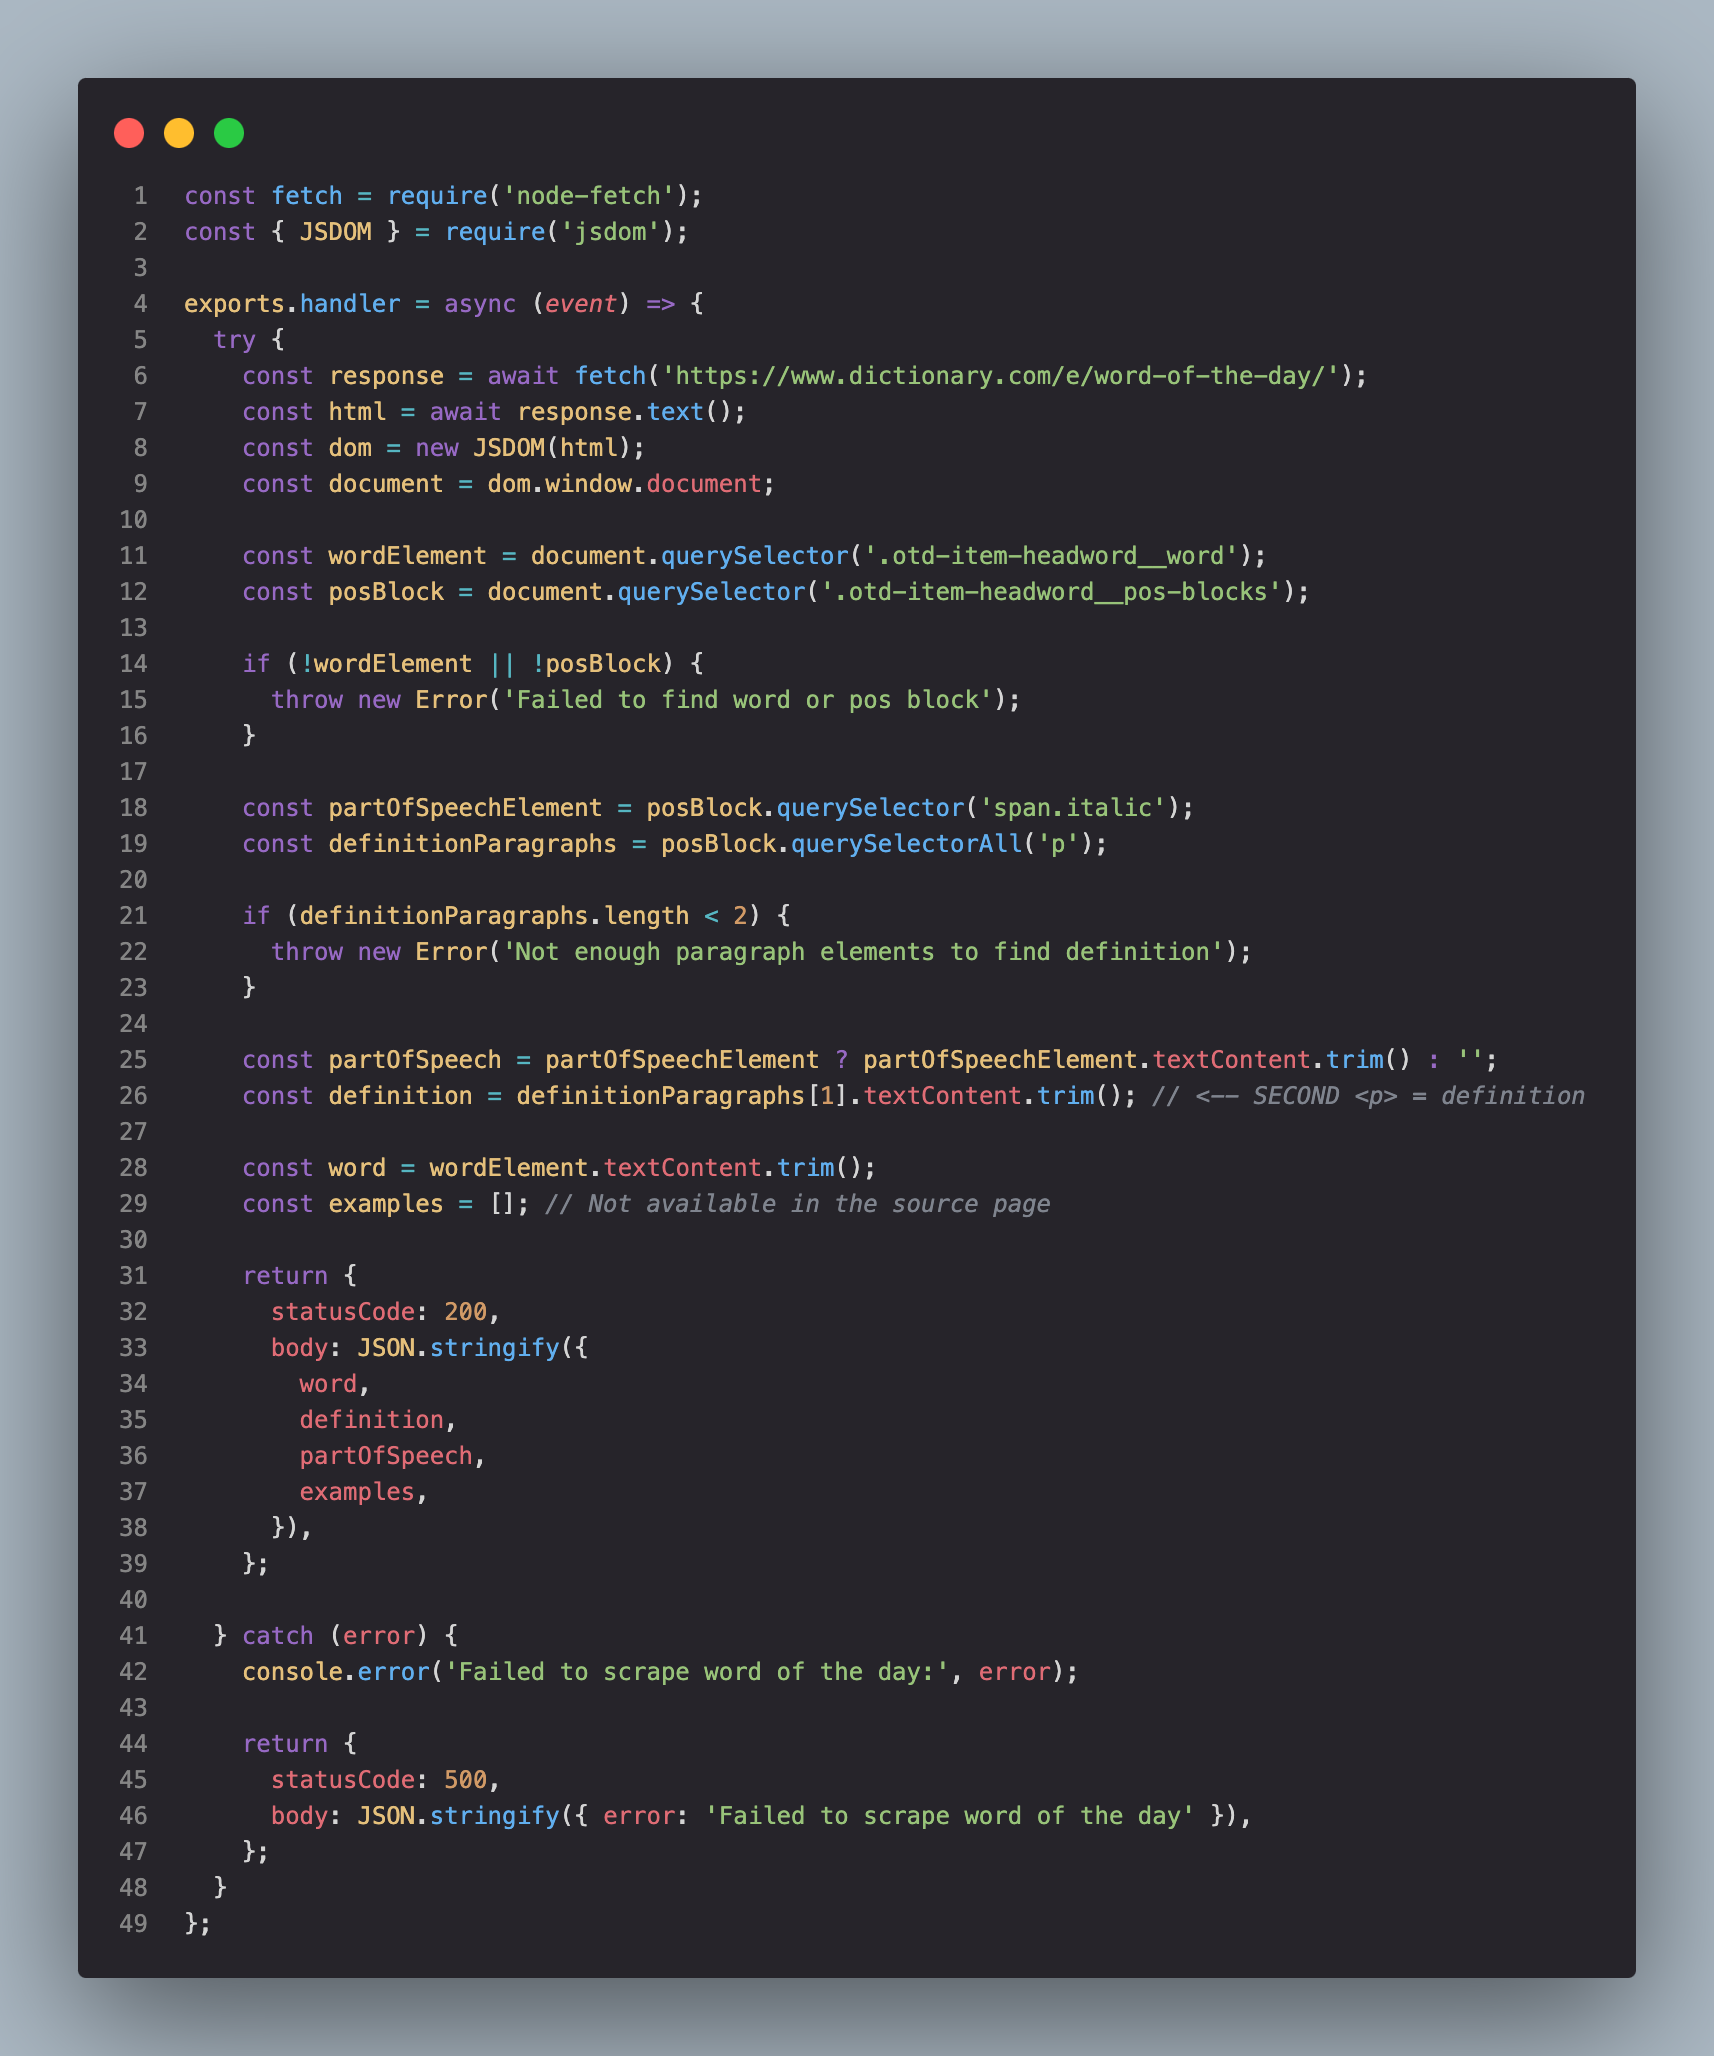 1 const fetch = require('node-fetch');
2 const { JSDOM } = require('jsdom');
3
4 exports.handler = async (event) => {
5   try {
6     const response = await fetch('https://www.dictionary.com/e/word-of-the-day/');
7     const html = await response.text();
8     const dom = new JSDOM(html);
9     const document = dom.window.document;
10
11     const wordElement = document.querySelector('.otd-item-headword__word');
12     const posBlock = document.querySelector('.otd-item-headword__pos-blocks');
13
14     if (!wordElement || !posBlock) {
15       throw new Error('Failed to find word or pos block');
16     }
17
18     const partOfSpeechElement = posBlock.querySelector('span.italic');
19     const definitionParagraphs = posBlock.querySelectorAll('p');
20
21     if (definitionParagraphs.length < 2) {
22       throw new Error('Not enough paragraph elements to find definition');
23     }
24
25     const partOfSpeech = partOfSpeechElement ? partOfSpeechElement.textContent.trim() : '';
26     const definition = definitionParagraphs[1].textContent.trim(); // <-- SECOND <p> = definition
27
28     const word = wordElement.textContent.trim();
29     const examples = []; // Not available in the source page
30
31     return {
32       statusCode: 200,
33       body: JSON.stringify({
34         word,
35         definition,
36         partOfSpeech,
37         examples,
38       }),
39     };
40
41   } catch (error) {
42     console.error('Failed to scrape word of the day:', error);
43
44     return {
45       statusCode: 500,
46       body: JSON.stringify({ error: 'Failed to scrape word of the day' }),
47     };
48   }
49 };